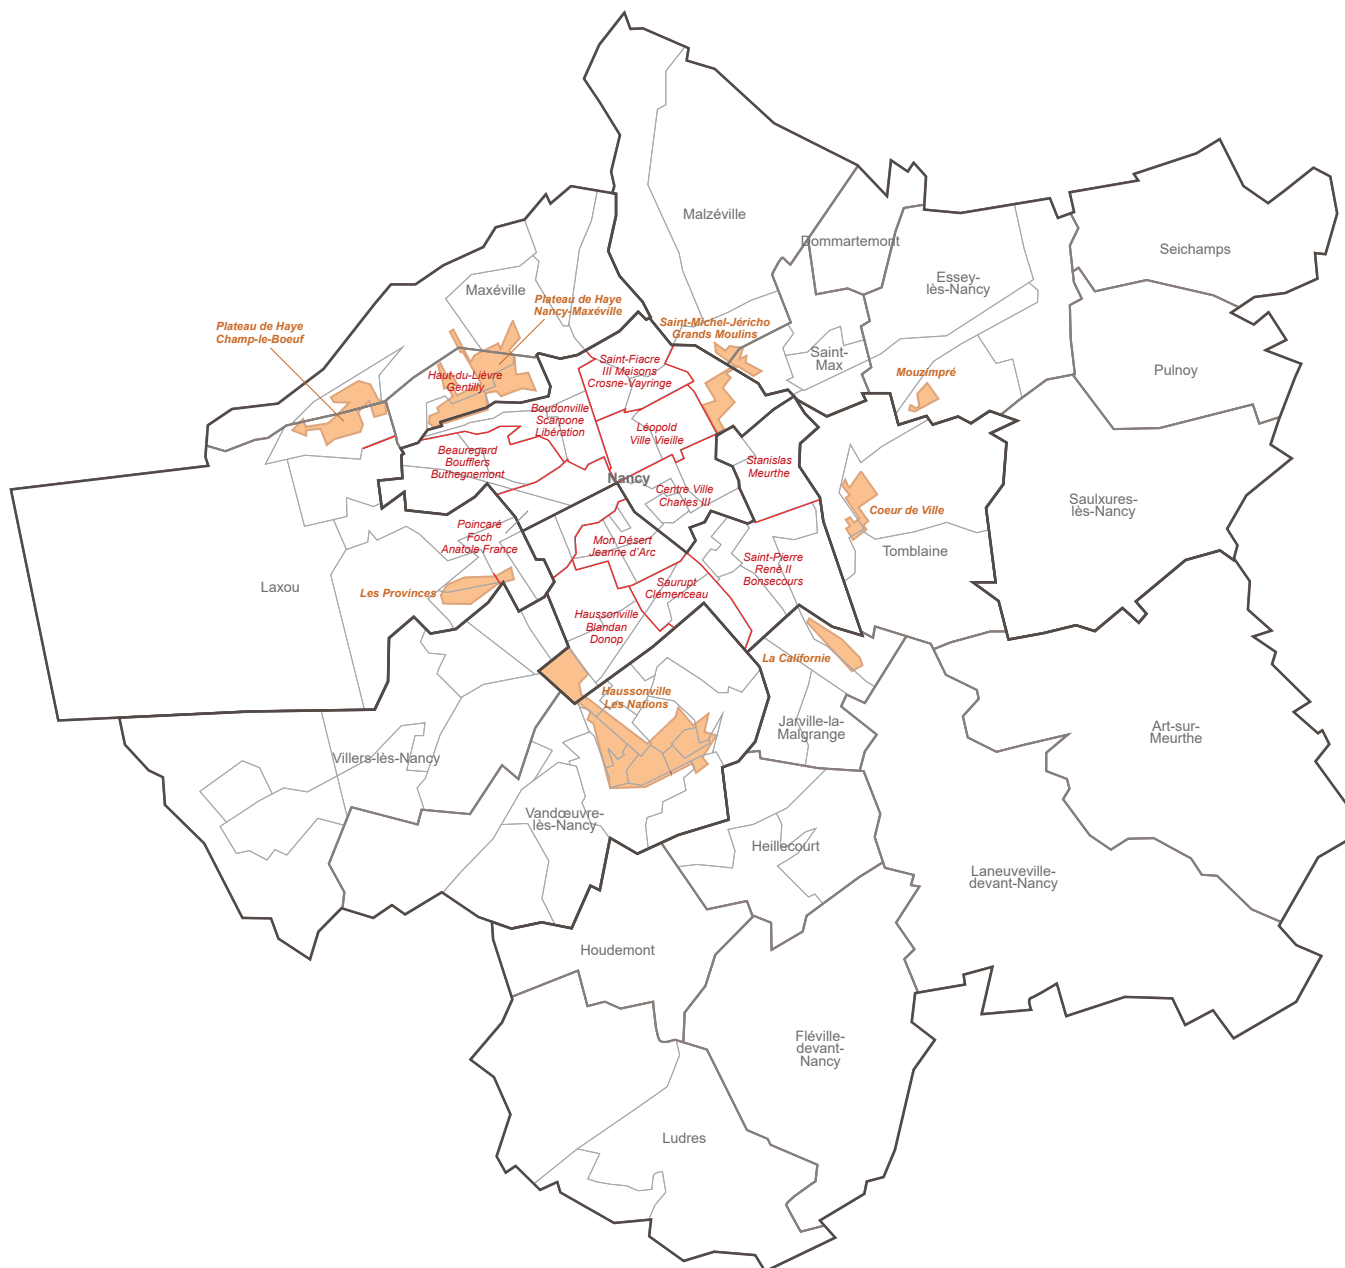 Malzéville
Dommartemont
Seichamps
Essey-
lès-Nancy
Maxéville
Plateau de Haye
Nancy-Maxéville
Plateau de Haye
Champ-le-Boeuf
Saint-Michel-Jéricho
Grands Moulins
Saint-
Max
Mouzimpré
Pulnoy
Saint-Fiacre
III Maisons
Crosne-Vayringe
Haut-du-Lièvre
Gentilly
Boudonville
Scarpone
Libération
Léopold
Ville Vieille
Beauregard
Boufflers
Buthegnemont
Nancy
Stanislas
Meurthe
Centre Ville
Charles III
Coeur de Ville
Saulxures-
lès-Nancy
Poincaré
Foch
Anatole France
Mon Désert
Jeanne d'Arc
Tomblaine
Saint-Pierre
René II
Bonsecours
Laxou
Les Provinces
Saurupt
Clémenceau
Haussonville
Blandan
Donop
La Californie
Haussonville
Les Nations
Jarville-la-
Malgrange
Art-sur-
Meurthe
Villers-lès-Nancy
Vandœuvre-
lès-Nancy
Heillecourt
Laneuveville-
devant-Nancy
Houdemont
Fléville-
devant-
Nancy
Ludres